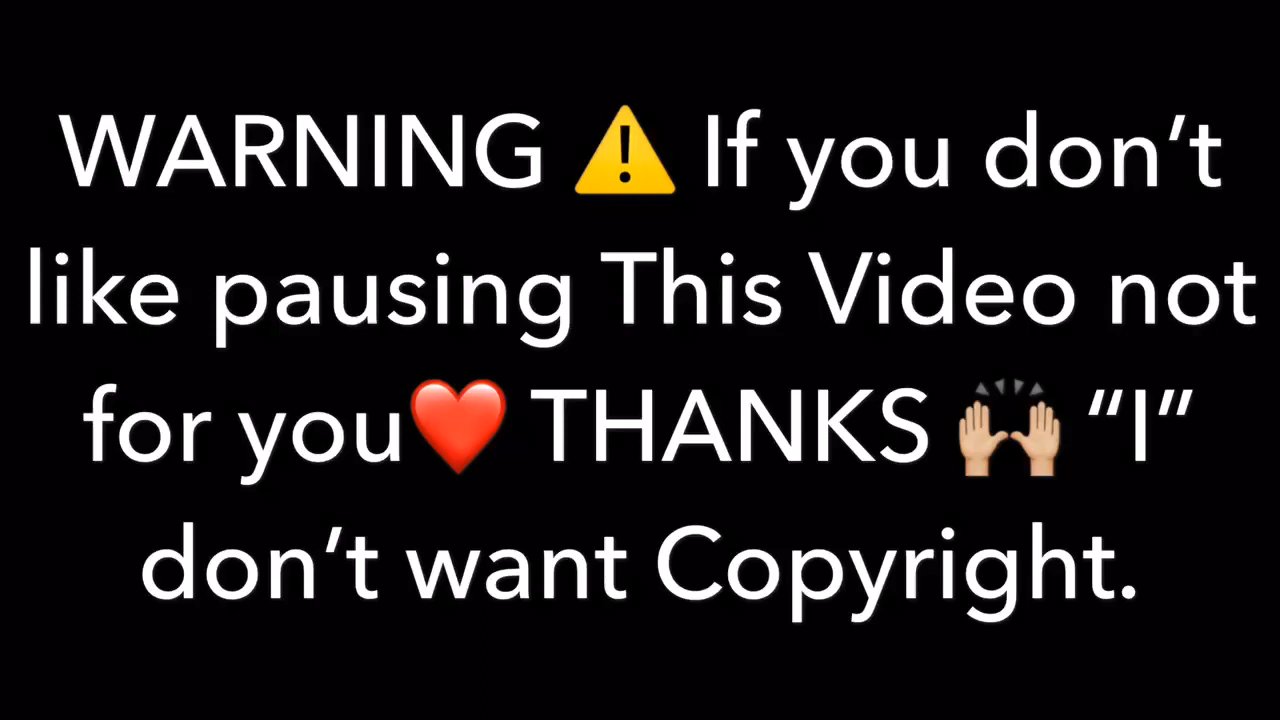 WARNING ⚠️ If you don’t
like pausing This Video not
for you❤️ THANKS 🙌🏼 “I”
don’t want Copyright.